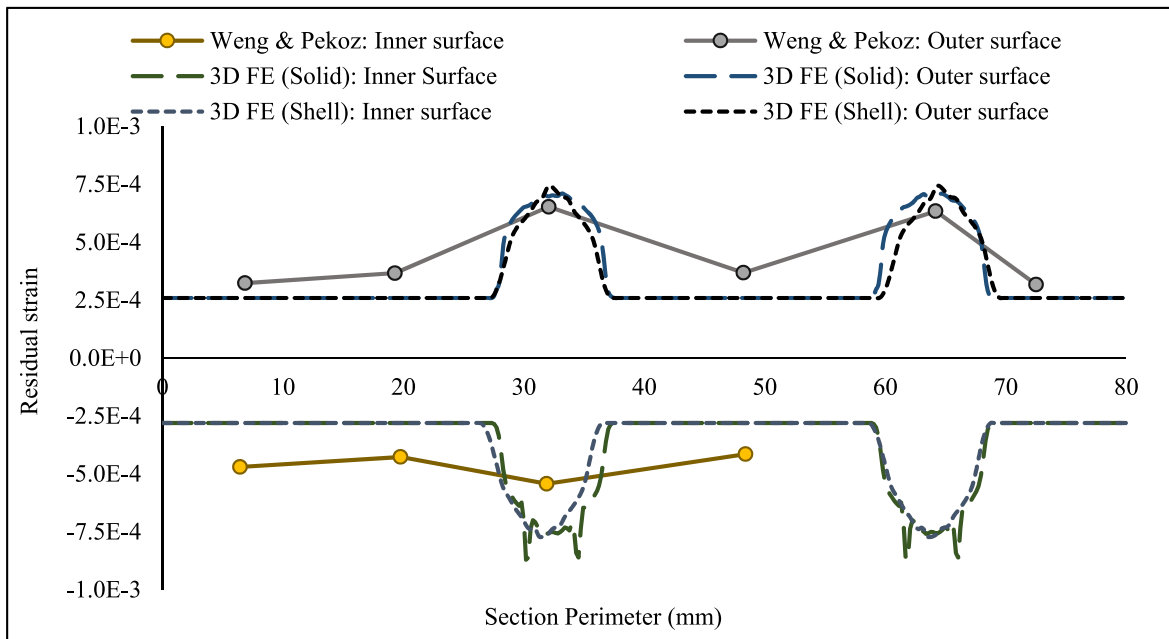 Weng & Pekoz: Inner surface
Weng & Pekoz: Outer surface
3D FE (Solid): Inner Surface
3D FE (Solid): Outer surface
3D FE (Shell): Inner surface
3D FE (Shell): Outer surface
1.0E-3
7.5E-4
5.0E-4
2.5E-4
0.0E+0
-2.5E-4
-5.0E-4
-7.5E-4
-1.0E-3
Residual strain
0 10 20 30 40 50 60 70 80
Section Perimeter (mm)